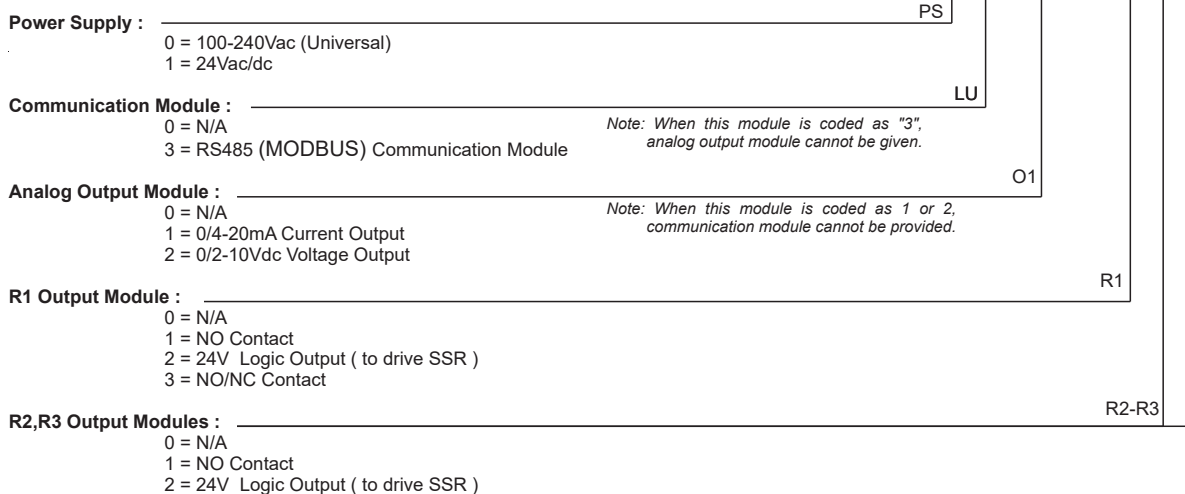 PS
Power Supply :
0 = 100-240Vac (Universal)
1 = 24Vac/dc
LU
Communication Module :
0 = N/A
3 = RS485 (MODBUS) Communication Module
Note: When this module is coded as "3",
analog output module cannot be given.
O1
Analog Output Module :
0 = N/A
1 = 0/4-20mA Current Output
2 = 0/2-10Vdc Voltage Output
Note: When this module is coded as 1 or 2,
communication module cannot be provided.
R1
R1 Output Module :
0 = N/A
1 = NO Contact
2 = 24V Logic Output ( to drive SSR )
3 = NO/NC Contact
R2-R3
R2,R3 Output Modules :
0 = N/A
1 = NO Contact
2 = 24V Logic Output ( to drive SSR )